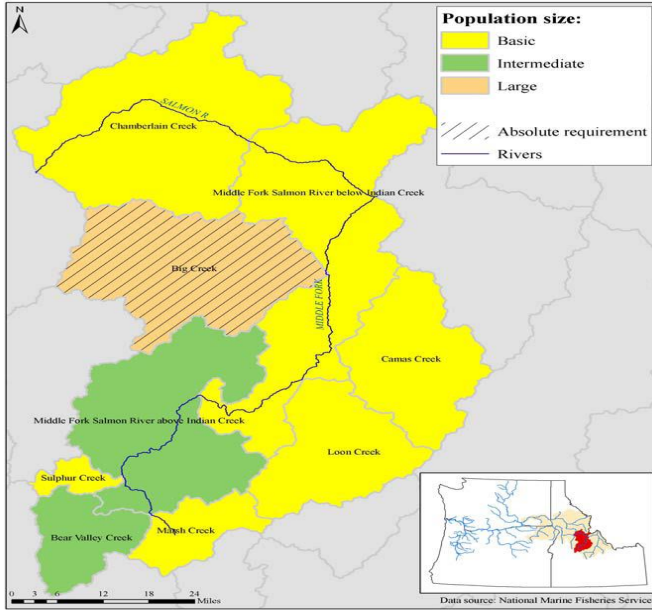 N
Population size:
Basic
Intermediate
Large
Absolute requirement
Rivers
SALMON R
Chamberlain Creek
Middle Fork Salmon River below Indian Creek
Big Creek
MIDDLE FORK
Camas Creek
Middle Fork Salmon River above Indian Creek
Loon Creek
Sulphur Creek
Marsh Creek
Bear Valley Creek
0 3 6 12 18 24
Miles
Data source: National Marine Fisheries Service